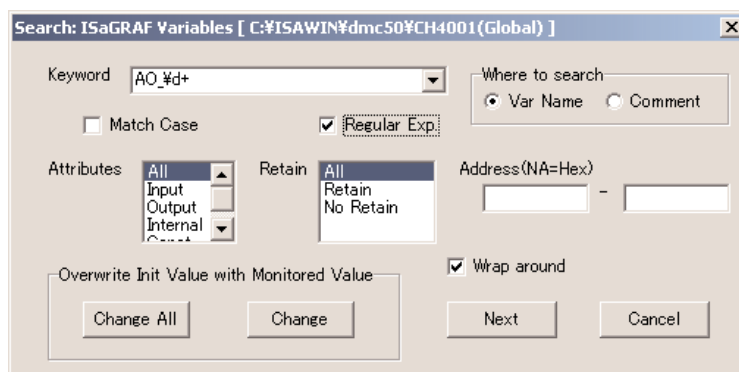 Search: ISaGRAF Variables [ C:¥ISAWIN¥dmc50¥CH4001(Global) ]
Keyword AO_¥d+
Where to search
Var Name Comment
Match Case Regular Exp.
Attributes All Retain All Address(NA=Hex)
Input Retain
Output No Retain –
Internal
Const
Overwrite Init Value with Monitored Value
Wrap around
Change All Change Next Cancel